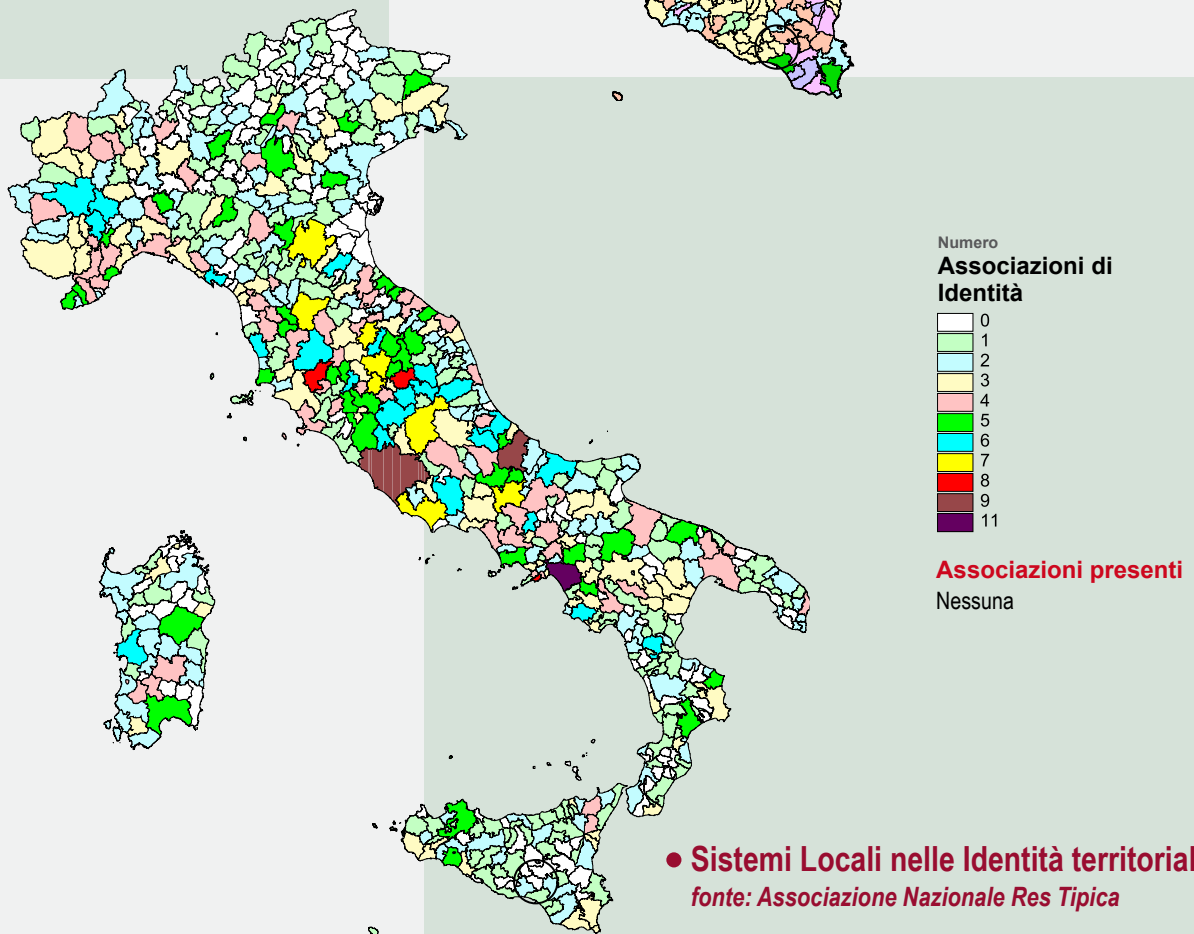 Numero
Associazioni di
Identità
0
1
2
3
4
5
6
7
8
9
11
Associazioni presenti
Nessuna
• Sistemi Locali nelle Identità territorial
fonte: Associazione Nazionale Res Tipica